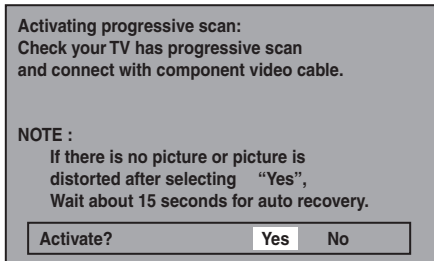 Activating progressive scan:
Check your TV has progressive scan
and connect with component video cable.
NOTE :
If there is no picture or picture is
distorted after selecting “Yes”,
Wait about 15 seconds for auto recovery.
Activate? Yes No